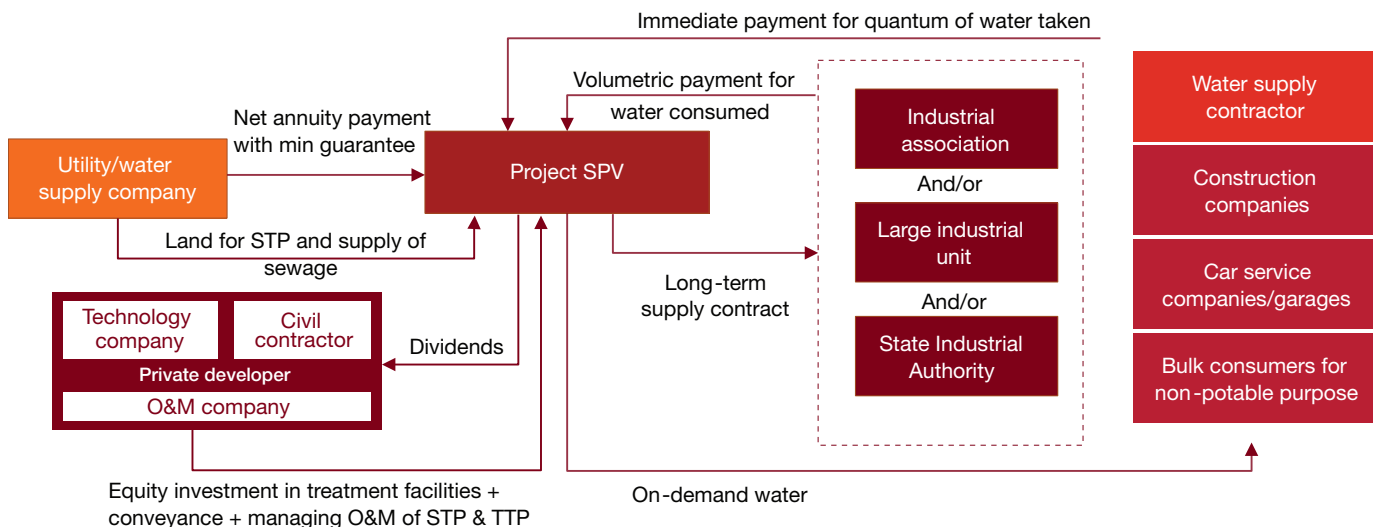 Immediate payment for quantum of water taken
Volumetric payment for
water consumed
Net annuity payment
with min guarantee
Utility/water
supply company
Project SPV
Land for STP and supply of
sewage
Technology
company
Civil
contractor
Private developer
O&M company
Dividends
Equity investment in treatment facilities +
conveyance + managing O&M of STP & TTP
Long-term
supply contract
On-demand water
Industrial
association
And/or
Large industrial
unit
And/or
State Industrial
Authority
Water supply
contractor
Construction
companies
Car service
companies/garages
Bulk consumers for
non-potable purpose